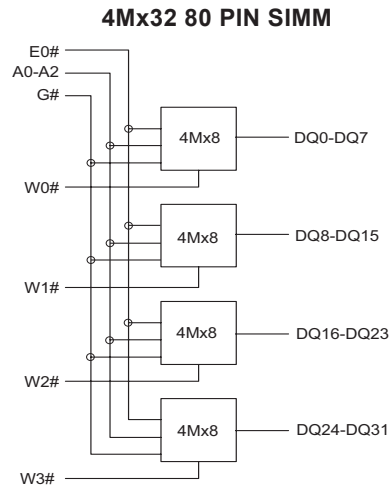 4Mx32 80 PIN SIMM
E0#
A0-A2
G#
4Mx8
DQ0-DQ7
W0#
4Mx8
DQ8-DQ15
W1#
4Mx8
DQ16-DQ23
W2#
4Mx8
DQ24-DQ31
W3#